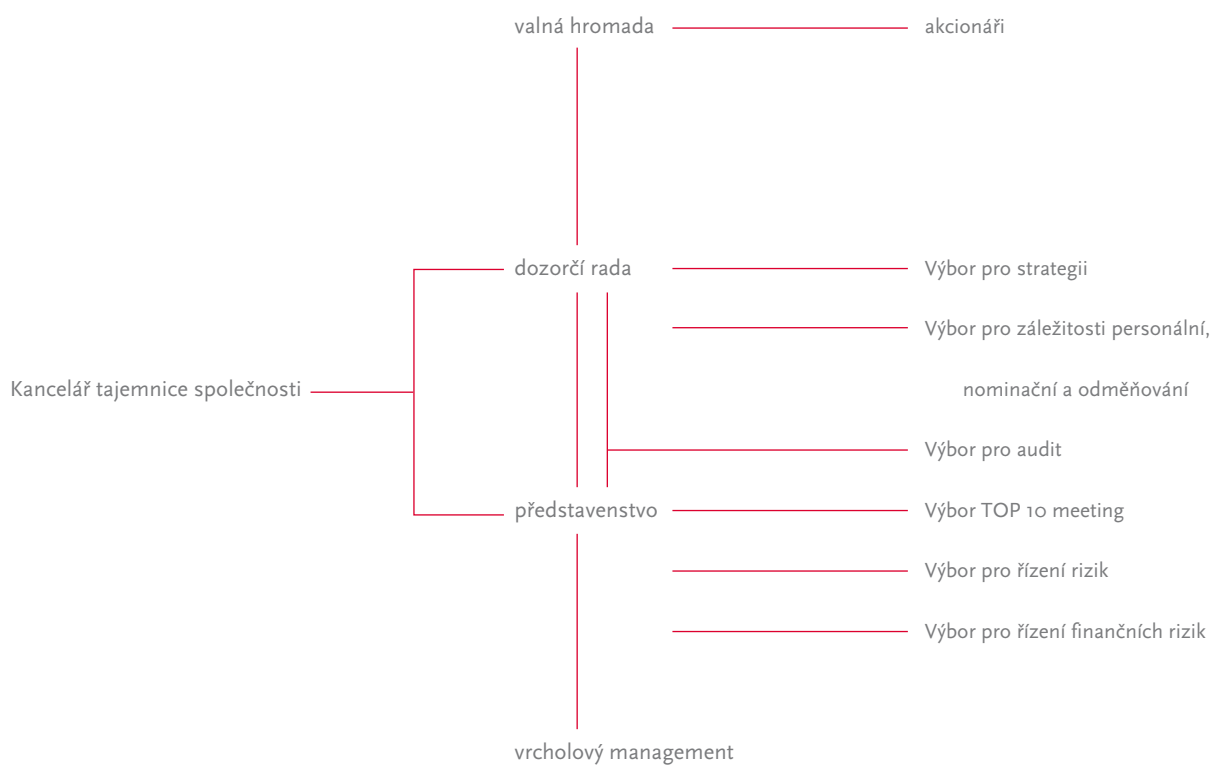 valná hromada
akcionáři
dozorčí rada
Výbor pro strategii
Výbor pro záležitosti personální,
Kancelář tajemnice společnosti
nominační a odměňování
Výbor pro audit
představenstvo
Výbor TOP 10 meeting
Výbor pro řízení rizik
Výbor pro řízení finančních rizik
vrcholový management